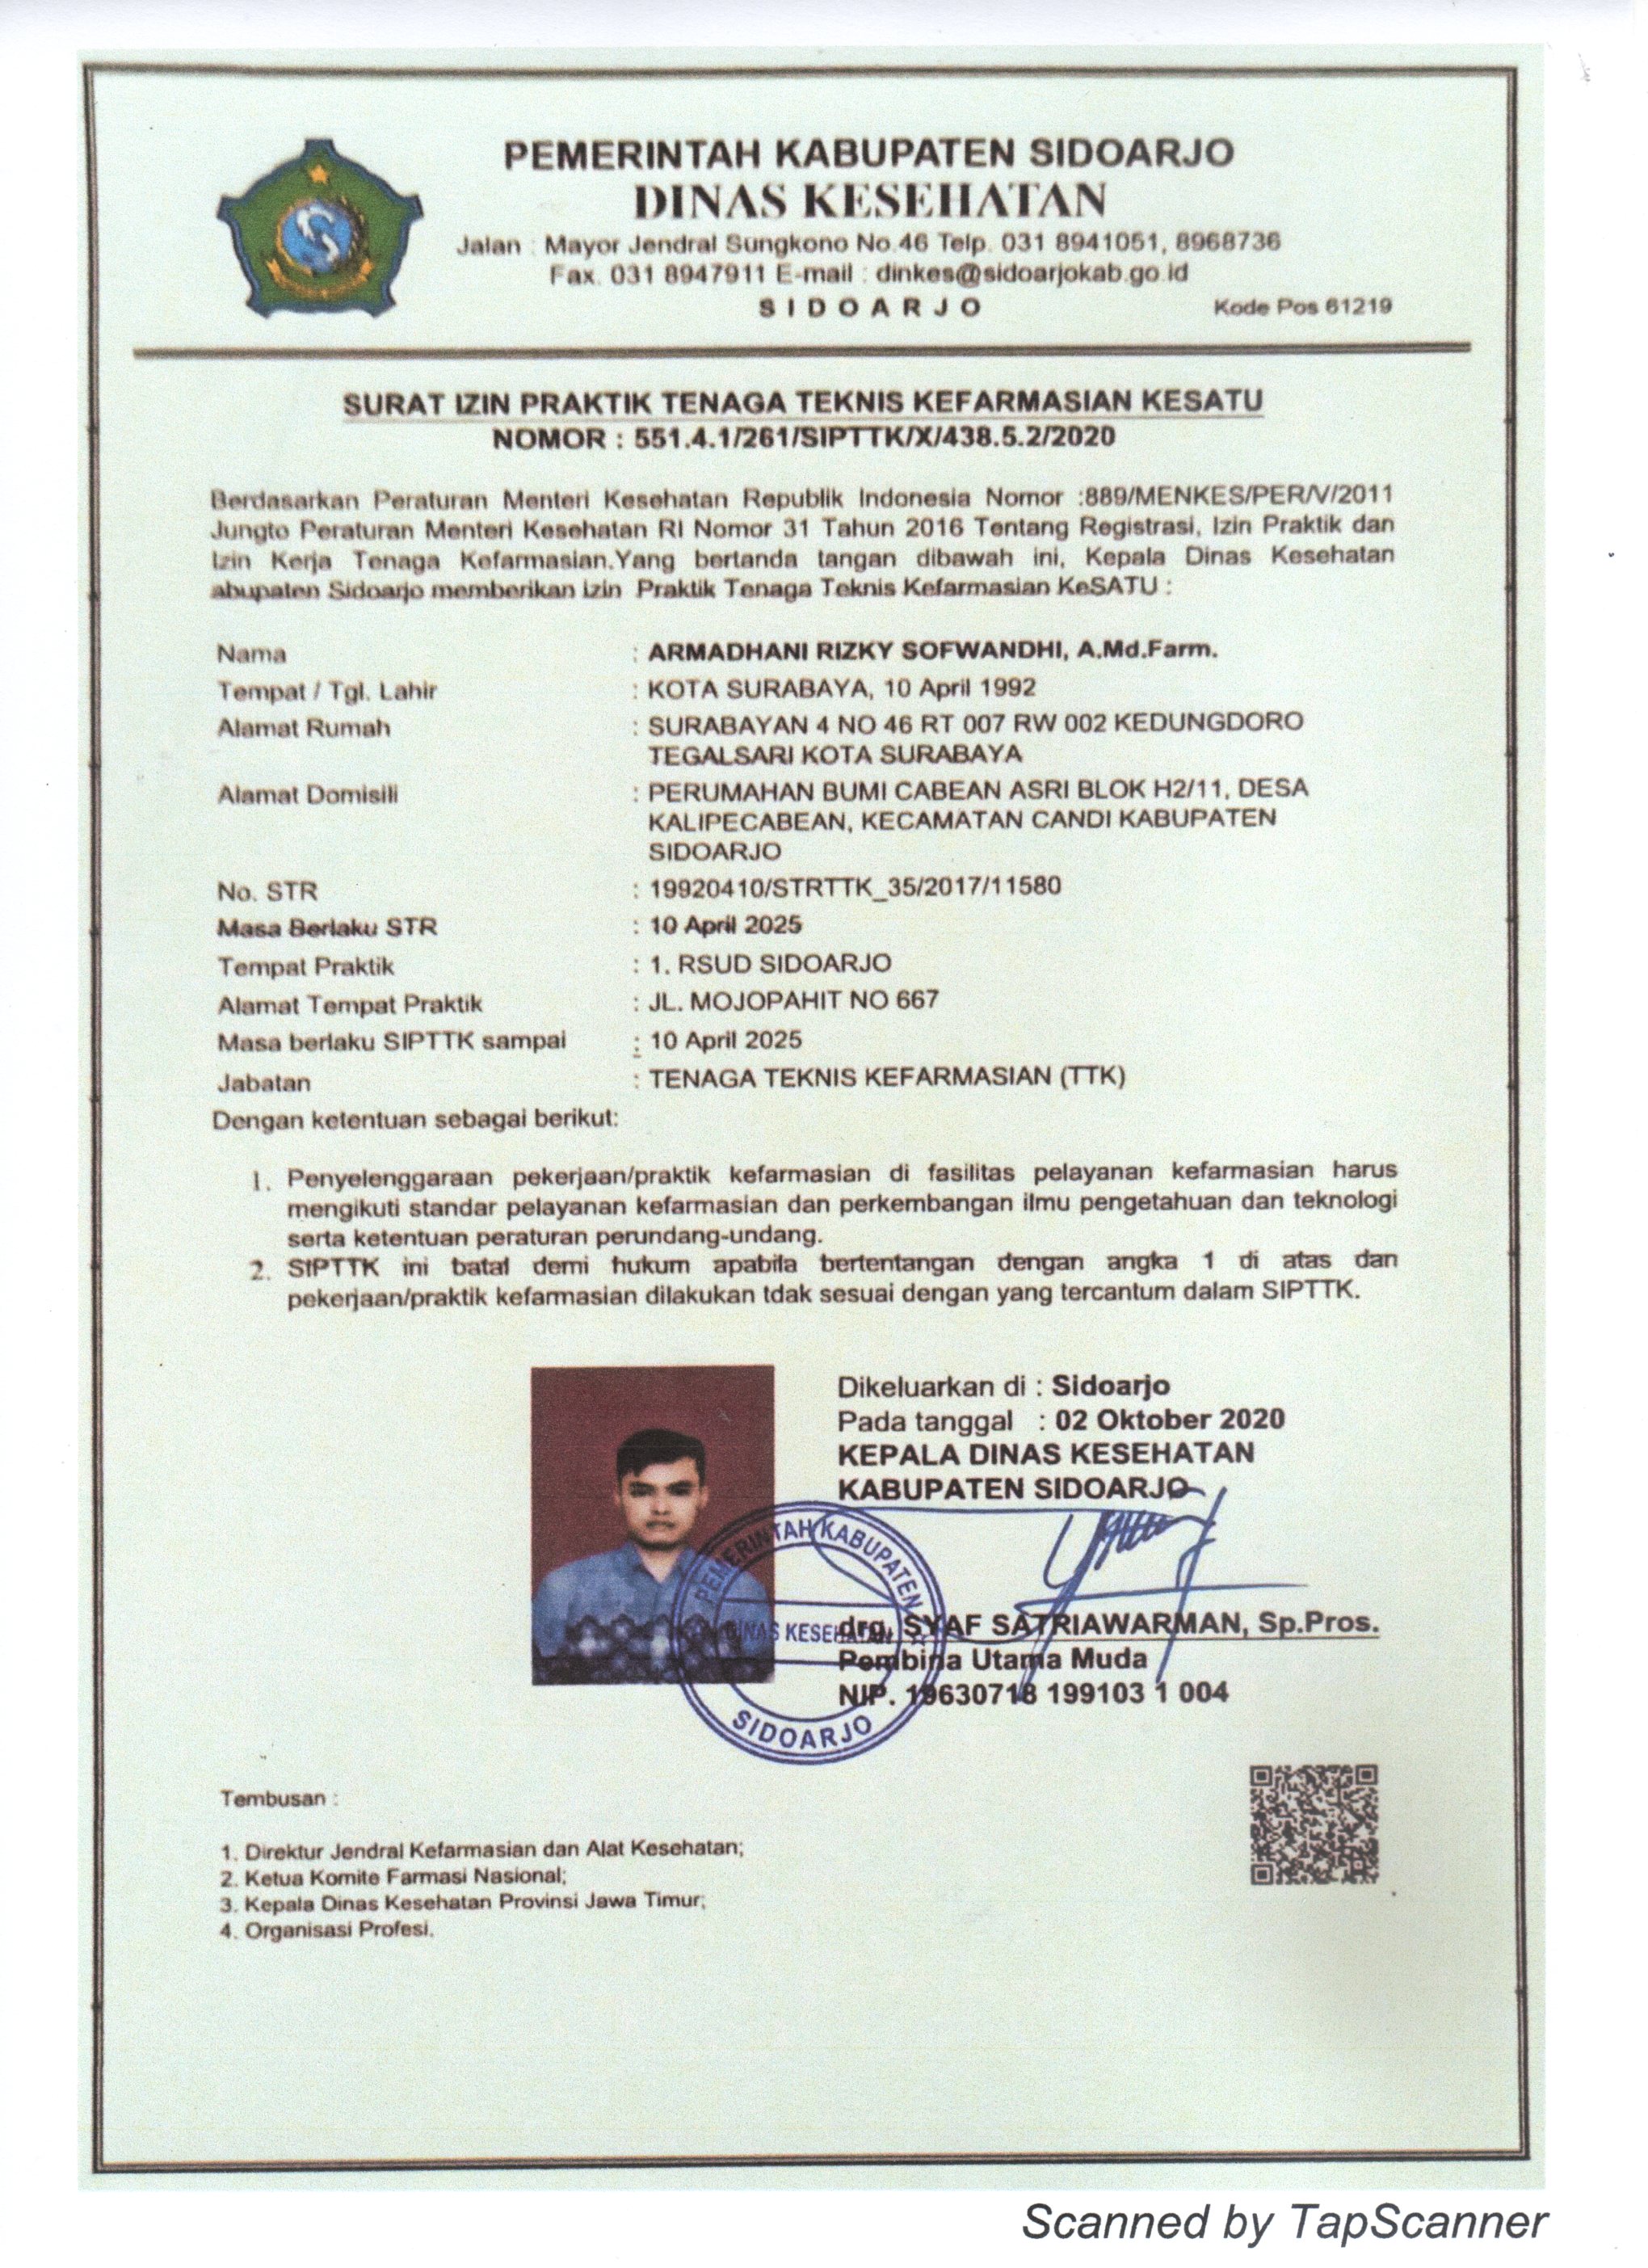 PEMERINTAH KABUPATEN SIDOARJO
DINAS KESEHATAN
Jalan : Mayor Jendral Sungkono No.46 Telp. 031 8941051, 8968736
Fax. 031 8947911 E-mail : dinkes@sidoarjokab.go.id
SIDOARJO
Kode Pos 61219
SURAT IZIN PRAKTIK TENAGA TEKNIS KEFARMASIAN KESATU
NOMOR : 551.4.1/261/SIPTTK/X/438.5.2/2020
Berdasarkan Peraturan Menteri Kesehatan Republik Indonesia Nomor :889/MENKES/PER/V/2011
Jungto Peraturan Menteri Kesehatan RI Nomor 31 Tahun 2016 Tentang Registrasi, Izin Praktik dan
Izin Kerja Tenaga Kefarmasian.Yang bertanda tangan dibawah ini, Kepala Dinas Kesehatan
abupaten Sidoarjo memberikan izin Praktik Tenaga Teknis Kefarmasian KeSATU :
Nama : ARMADHANI RIZKY SOFWANDHI, A.Md.Farm.
Tempat / Tgl. Lahir : KOTA SURABAYA, 10 April 1992
Alamat Rumah : SURABAYAN 4 NO 46 RT 007 RW 002 KEDUNGDORO
TEGALSARI KOTA SURABAYA
Alamat Domisili : PERUMAHAN BUMI CABEAN ASRI BLOK H2/11, DESA
KALIPECABEAN, KECAMATAN CANDI KABUPATEN
SIDOARJO
No. STR : 19920410/STRTTK_35/2017/11580
Masa Berlaku STR : 10 April 2025
Tempat Praktik : 1. RSUD SIDOARJO
Alamat Tempat Praktik : JL. MOJOPAHIT NO 667
Masa berlaku SIPTTK sampai : 10 April 2025
Jabatan : TENAGA TEKNIS KEFARMASIAN (TTK)
Dengan ketentuan sebagai berikut:
1. Penyelenggaraan pekerjaan/praktik kefarmasian di fasilitas pelayanan kefarmasian harus
mengikuti standar pelayanan kefarmasian dan perkembangan ilmu pengetahuan dan teknologi
serta ketentuan peraturan perundang-undang.
2. SIPTTK ini batal demi hukum apabila bertentangan dengan angka 1 di atas dan
pekerjaan/praktik kefarmasian dilakukan tdak sesuai dengan yang tercantum dalam SIPTTK.
Dikeluarkan di : Sidoarjo
Pada tanggal : 02 Oktober 2020
KEPALA DINAS KESEHATAN
KABUPATEN SIDOARJO
PEMERINTAH KABUPATEN
DINAS KESEHATAN
SIDOARJO
drg. SYAF SATRIAWARMAN, Sp.Pros.
Pembina Utama Muda
NIP. 19630718 199103 1 004
Tembusan :
1. Direktur Jendral Kefarmasian dan Alat Kesehatan;
2. Ketua Komite Farmasi Nasional;
3. Kepala Dinas Kesehatan Provinsi Jawa Timur;
4. Organisasi Profesi.
Scanned by TapScanner